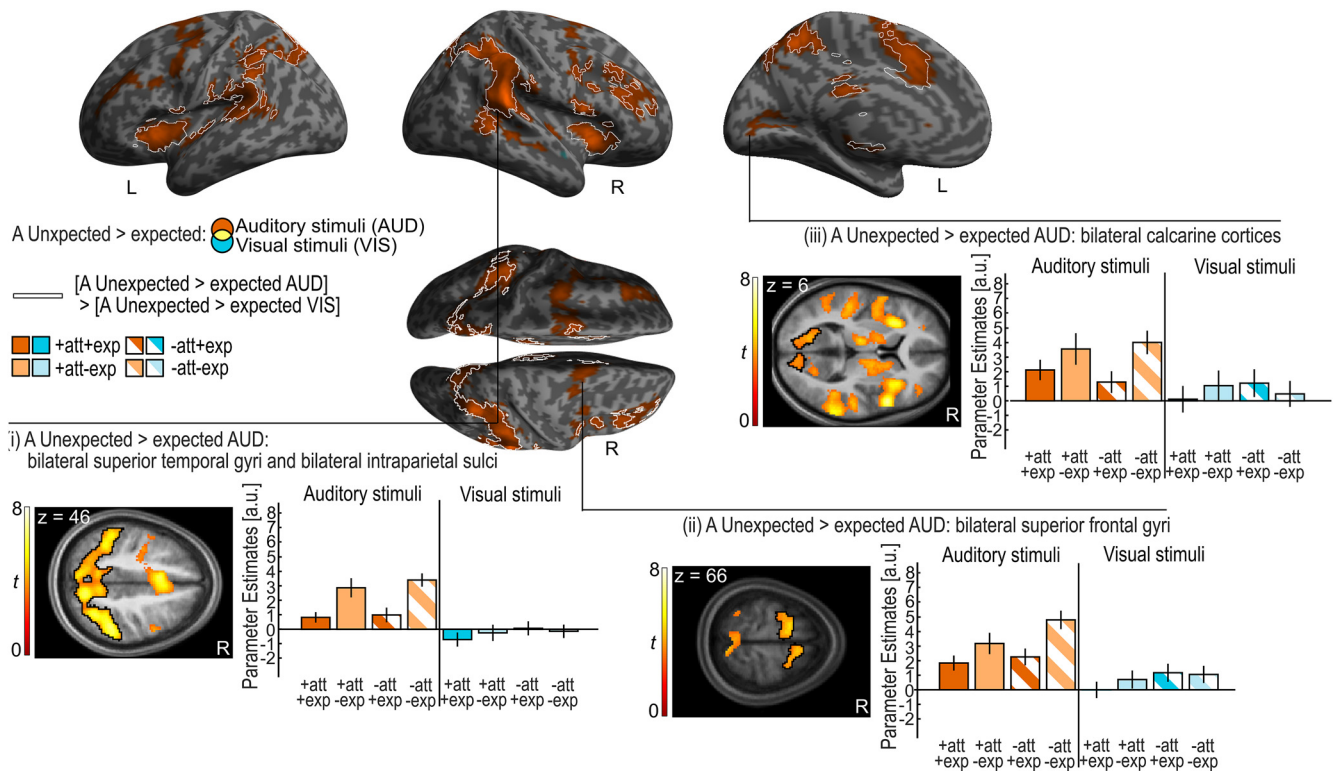 L
R
L
A Unxpected > expected:
Auditory stimuli (AUD)
Visual stimuli (VIS)
[A Unexpected > expected AUD]
> [A Unexpected > expected VIS]
+att+exp
-att+exp
+att-exp
-att-exp
R
(iii) A Unexpected > expected AUD: bilateral calcarine cortices
8
t
0
z = 6
R
Parameter Estimates [a.u.]
Auditory stimuli
Visual stimuli
8
7
6
5
4
3
2
1
0
-1
-2
+att +att -att -att +att +att -att -att
+exp -exp +exp -exp +exp -exp +exp -exp
(i) A Unexpected > expected AUD:
bilateral superior temporal gyri and bilateral intraparietal sulci
8
t
0
z = 46
R
Parameter Estimates [a.u.]
Auditory stimuli
Visual stimuli
8
7
6
5
4
3
2
1
0
-1
-2
+att +att -att -att +att +att -att -att
+exp -exp +exp -exp +exp -exp +exp -exp
(ii) A Unexpected > expected AUD: bilateral superior frontal gyri
8
t
0
z = 66
R
Parameter Estimates [a.u.]
Auditory stimuli
Visual stimuli
8
7
6
5
4
3
2
1
0
-1
-2
+att +att -att -att +att +att -att -att
+exp -exp +exp -exp +exp -exp +exp -exp